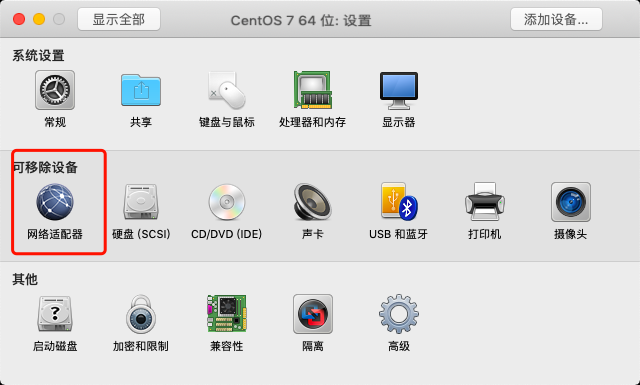 显示全部
CentOS 7 64 位: 设置
添加设备...
系统设置
常规
共享
键盘与鼠标
处理器和内存
显示器
可移除设备
网络适配器
硬盘 (SCSI)
CD/DVD (IDE)
声卡
USB 和蓝牙
打印机
摄像头
其他
?
启动磁盘
加密和限制
兼容性
隔离
高级